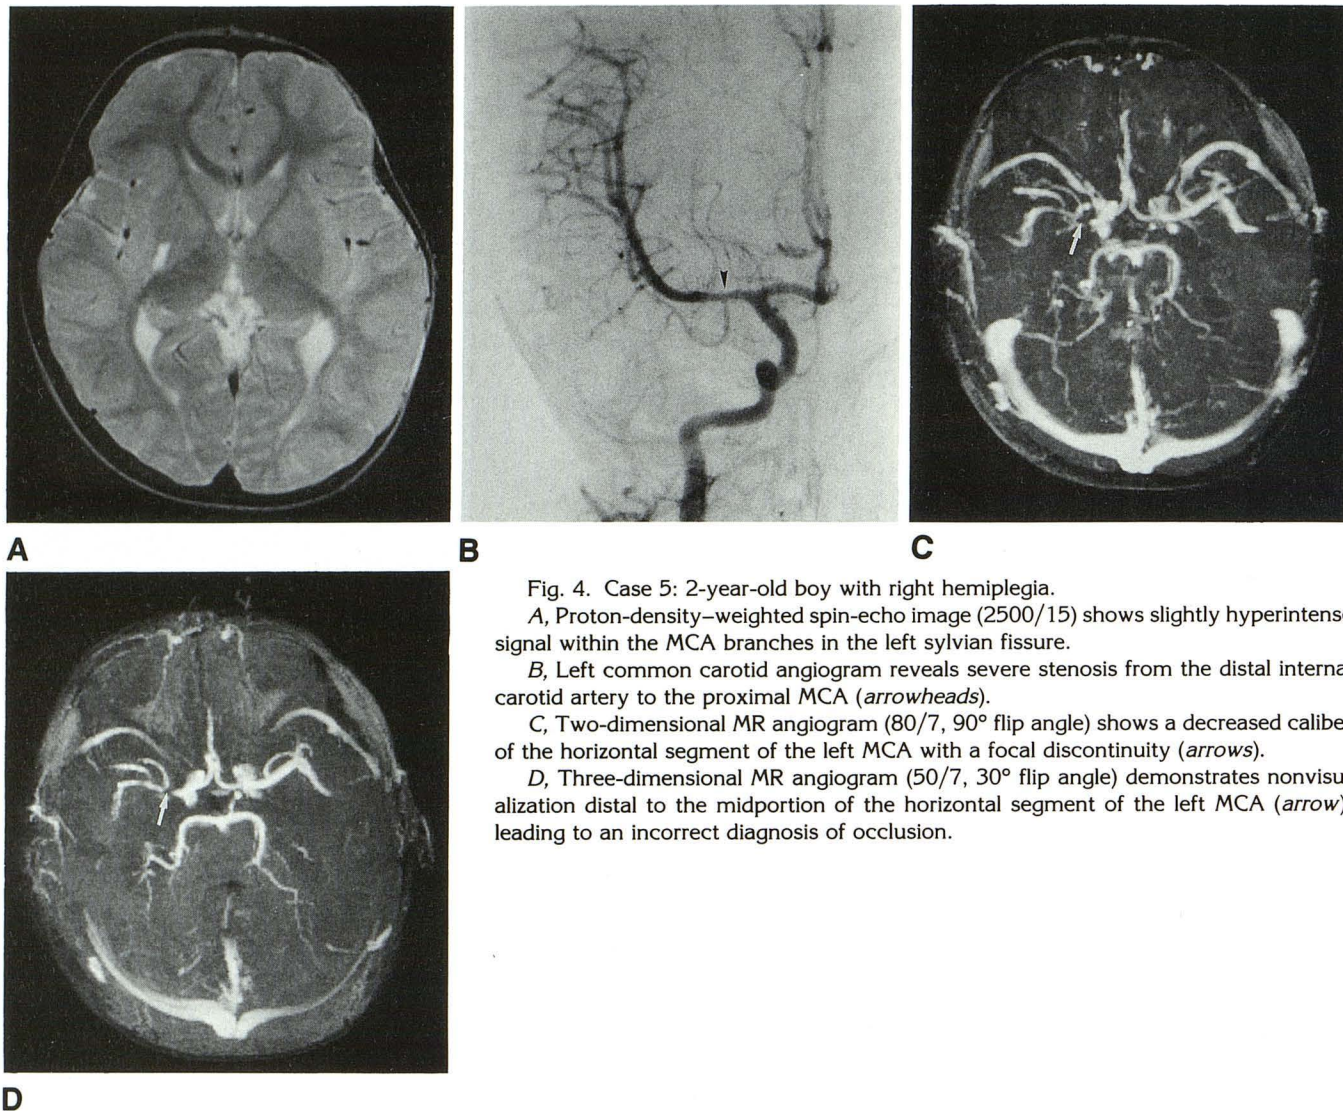 A
B
C
D
Fig. 4. Case 5: 2-year-old boy with right hemiplegia.
A, Proton-density–weighted spin-echo image (2500/15) shows slightly hyperintens
signal within the MCA branches in the left sylvian fissure.
B, Left common carotid angiogram reveals severe stenosis from the distal interna
carotid artery to the proximal MCA (arrowheads).
C, Two-dimensional MR angiogram (80/7, 90° flip angle) shows a decreased calibe
of the horizontal segment of the left MCA with a focal discontinuity (arrows).
D, Three-dimensional MR angiogram (50/7, 30° flip angle) demonstrates nonvisu-
alization distal to the midportion of the horizontal segment of the left MCA (arrow)
leading to an incorrect diagnosis of occlusion.